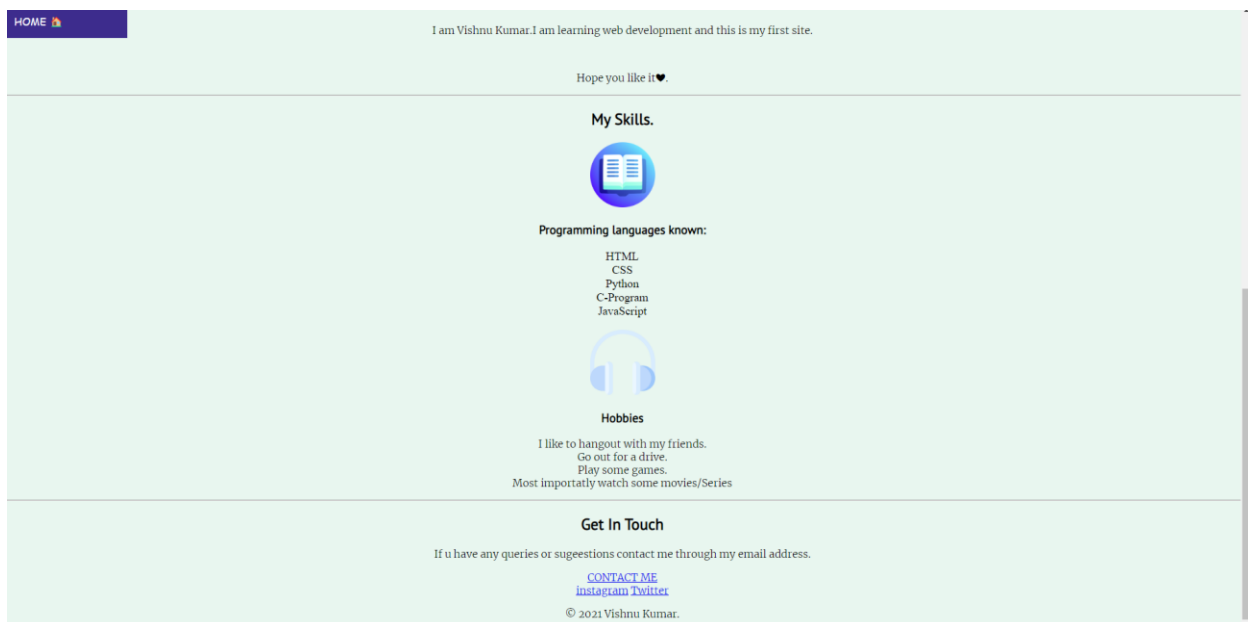 HOME 🏠
I am Vishnu Kumar.I am learning web development and this is my first site.
Hope you like it♥.
My Skills.
Programming languages known:
HTML
CSS
Python
C-Program
JavaScript
Hobbies
I like to hangout with my friends.
Go out for a drive.
Play some games.
Most importatly watch some movies/Series
Get In Touch
If u have any queries or sugeestions contact me through my email address.
CONTACT ME
instagram Twitter
© 2021 Vishnu Kumar.